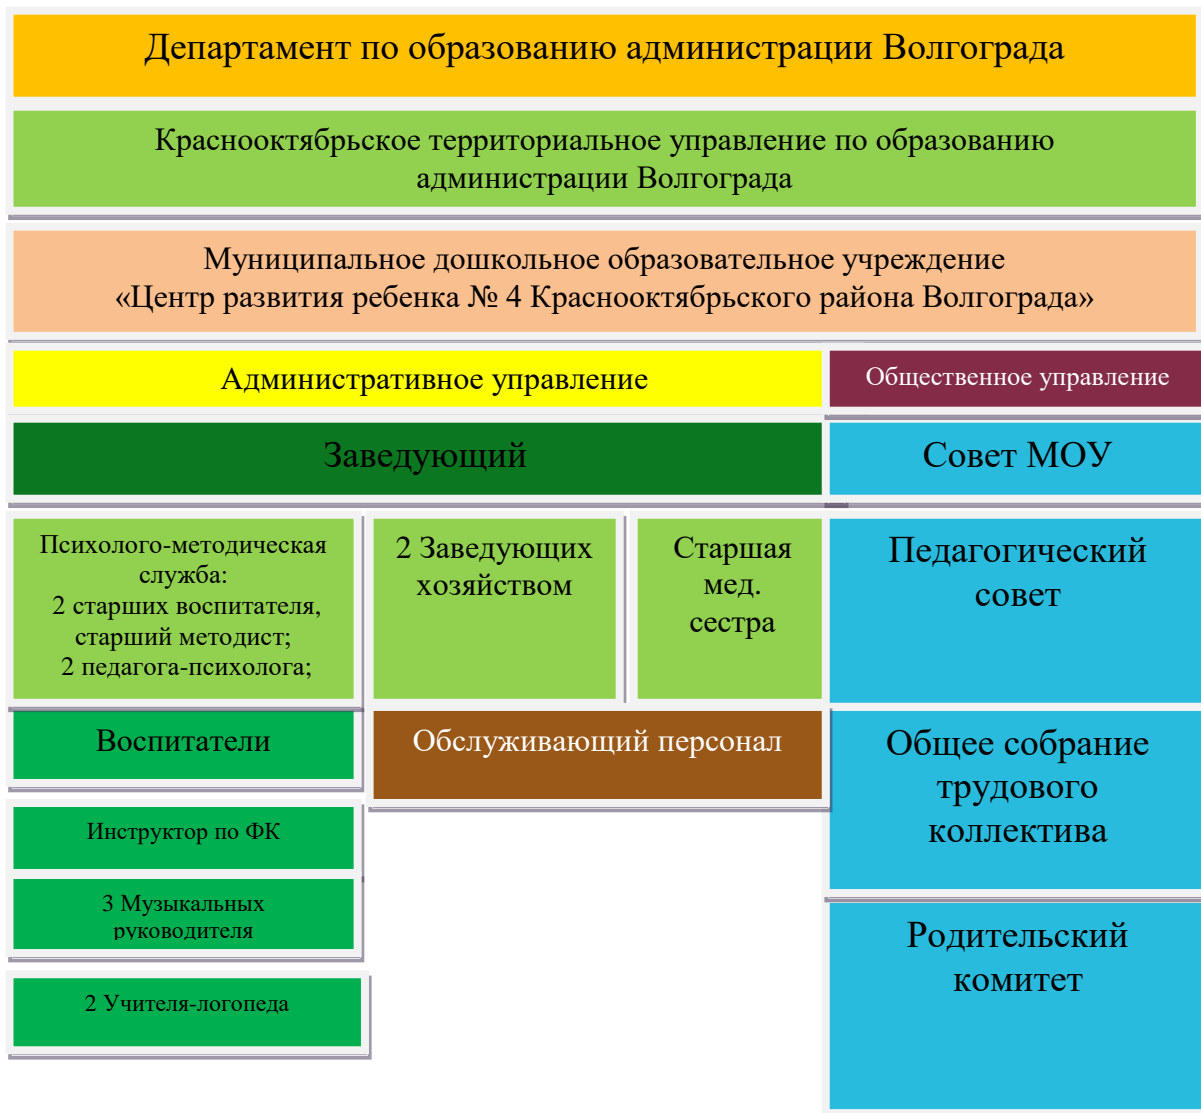 Департамент по образованию администрации Волгограда
Краснооктябрьское территориальное управление по образованию
администрации Волгограда
Муниципальное дошкольное образовательное учреждение
«Центр развития ребенка № 4 Краснооктябрьского района Волгограда»
Административное управление
Общественное управление
Заведующий
Совет МОУ
Психолого-методическая
служба:
2 старших воспитателя,
старший методист;
2 педагога-психолога;
2 Заведующих
хозяйством
Старшая
мед.
сестра
Педагогический
совет
Воспитатели
Обслуживающий персонал
Общее собрание
трудового
коллектива
Инструктор по ФК
3 Музыкальных
руководителя
Родительский
комитет
2 Учителя-логопеда